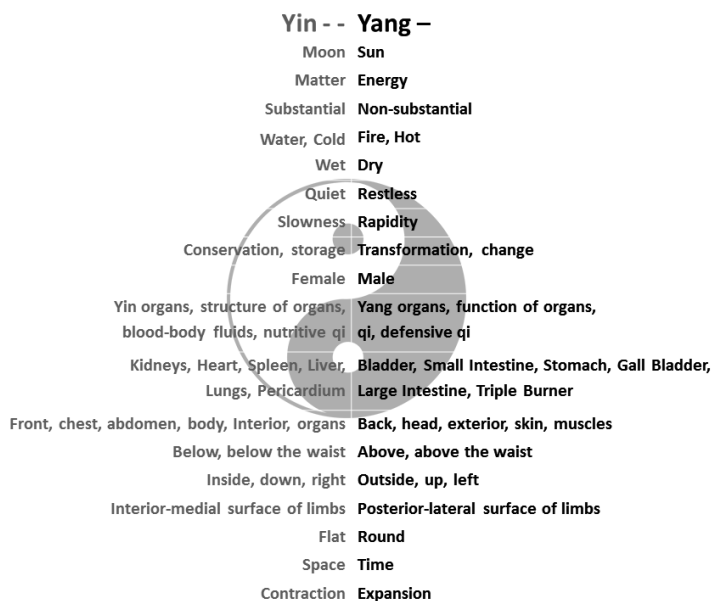 Yin - - Yang –
Moon Sun
Matter Energy
Substantial Non-substantial
Water, Cold Fire, Hot
Wet Dry
Quiet Restless
Slowness Rapidity
Conservation, storage Transformation, change
Female Male
Yin organs, structure of organs, Yang organs, function of organs,
blood-body fluids, nutritive qi qi, defensive qi
Kidneys, Heart, Spleen, Liver, Bladder, Small Intestine, Stomach, Gall Bladder,
Lungs, Pericardium Large Intestine, Triple Burner
Front, chest, abdomen, body, Interior, organs Back, head, exterior, skin, muscles
Below, below the waist Above, above the waist
Inside, down, right Outside, up, left
Interior-medial surface of limbs Posterior-lateral surface of limbs
Flat Round
Space Time
Contraction Expansion